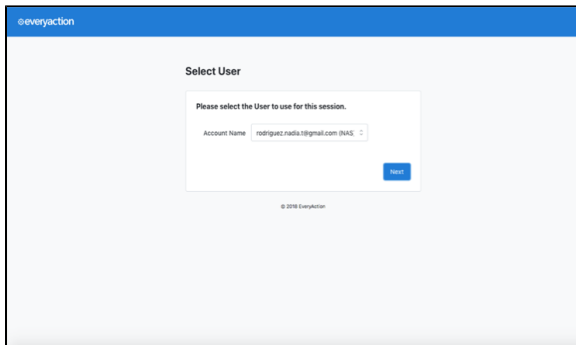 everyaction
Select User
Please select the User to use for this session.
Account Name rodriguez.nadia.t@gmail.com (NAS
Next
© 2018 EveryAction